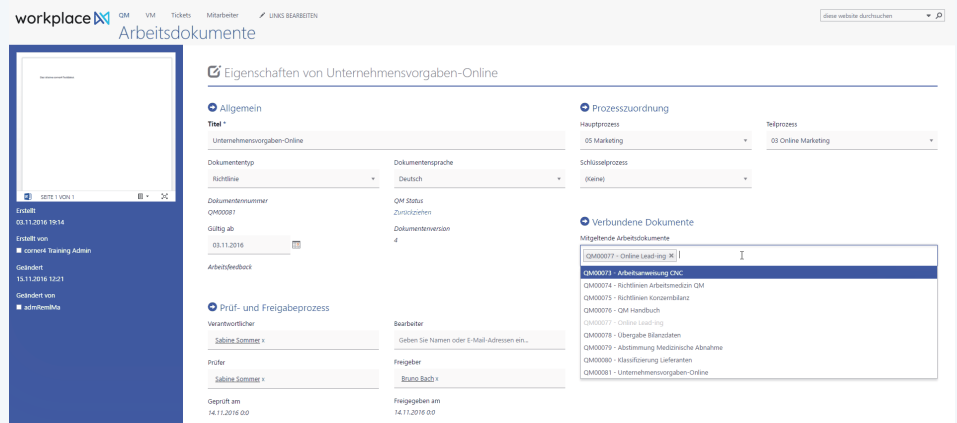 workplace
QM VM Tickets Mitarbeiter LINKS BEARBEITEN
diese website durchsuchen
Arbeitsdokumente
SEITE 1 VON 1
Erstellt
03.11.2016 19:14
Erstellt von
corner4 Training Admin
Geändert
15.11.2016 12:21
Geändert von
admRemlMa
Eigenschaften von Unternehmensvorgaben-Online
Allgemein
Titel *
Unternehmensvorgaben-Online
Dokumententyp Dokumentensprache
Richtlinie Deutsch
Dokumentennummer QM Status
QM00081 Zurückziehen
Gültig ab Dokumentenversion
03.11.2016 4
Arbeitsfeedback
Prüf- und Freigabeprozess
Verantwortlicher Bearbeiter
Sabine Sommer x Geben Sie Namen oder E-Mail-Adressen ein...
Prüfer Freigeber
Sabine Sommer x Bruno Bach x
Geprüft am Freigegeben am
14.11.2016 0:0 14.11.2016 0:0
Prozesszuordnung
Hauptprozess Teilprozess
05 Marketing 03 Online Marketing
Schlüsselprozess
(Keine)
Verbundene Dokumente
Mitgeltende Arbeitsdokumente
QM00077 - Online Lead-ing ×
QM00073 - Arbeitsanweisung CNC
QM00074 - Richtlinien Arbeitsmedizin QM
QM00075 - Richtlinien Konzernbilanz
QM00076 - QM Handbuch
QM00077 - Online Lead-ing
QM00078 - Übergabe Bilanzdaten
QM00079 - Abstimmung Medizinische Abnahme
QM00080 - Klassifizierung Lieferanten
QM00081 - Unternehmensvorgaben-Online